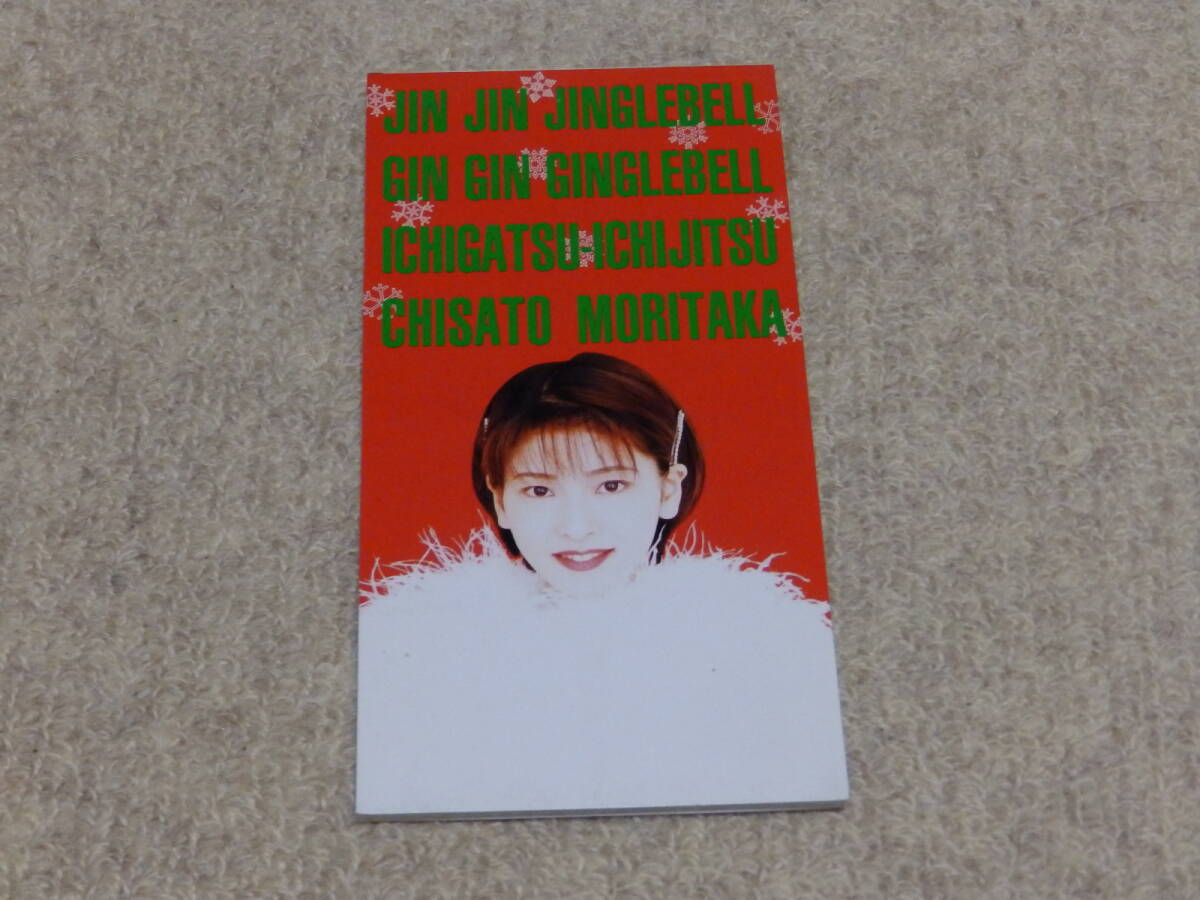 JIN JIN JINGLEBELL
GIN GIN GINGLEBELL
ICHIGATSU-ICHIJITSU
CHISATO MORITAKA